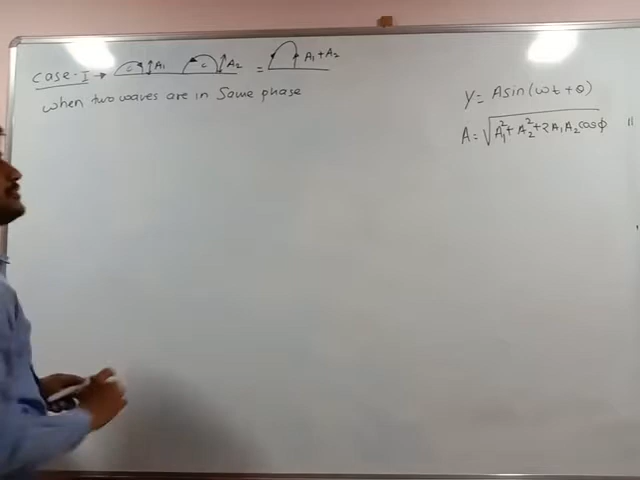 Case-I → C A₁ C A₂ = A₁+A₂
when two waves are in Same phase
y = A sin(ωt + θ)
A = √A₁² + A₂² + 2A₁A₂ cosϕ